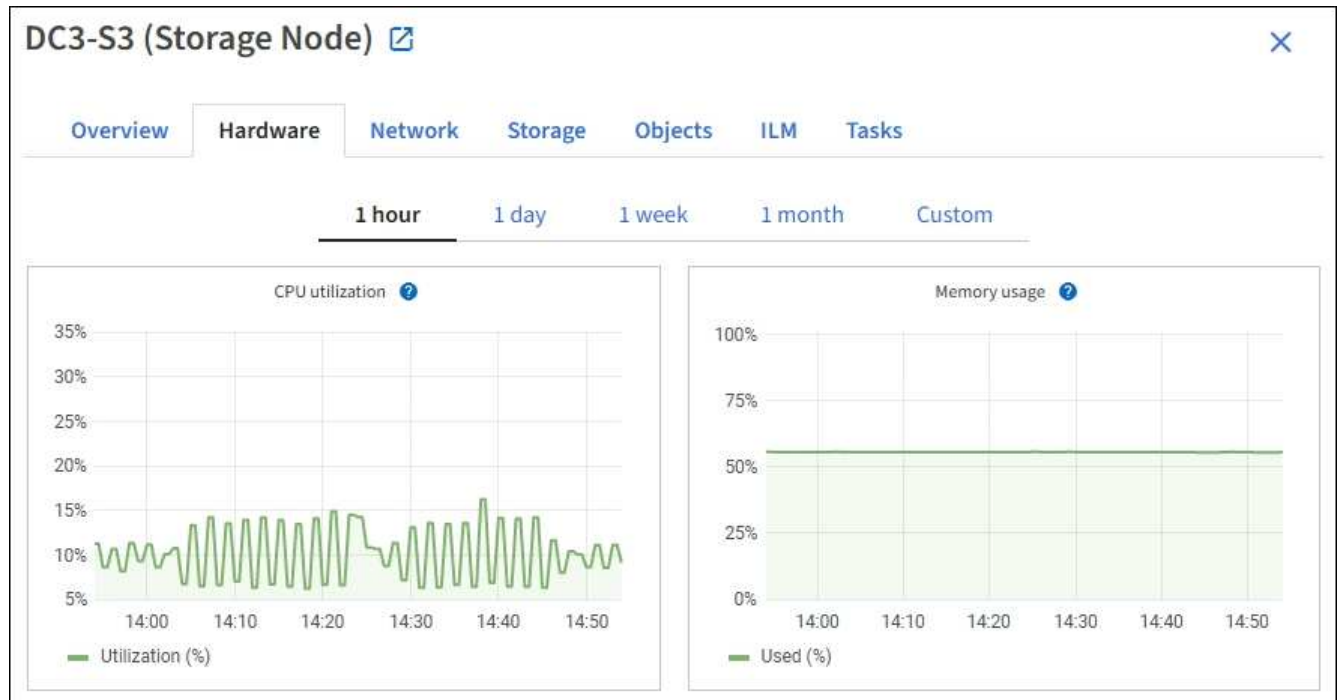 DC3-S3 (Storage Node)
Overview Hardware Network Storage Objects ILM Tasks
1 hour 1 day 1 week 1 month Custom
CPU utilization ?
35%
30%
25%
20%
15%
10%
5%
14:00 14:10 14:20 14:30 14:40 14:50
Utilization (%)
Memory usage ?
100%
75%
50%
25%
0%
14:00 14:10 14:20 14:30 14:40 14:50
Used (%)